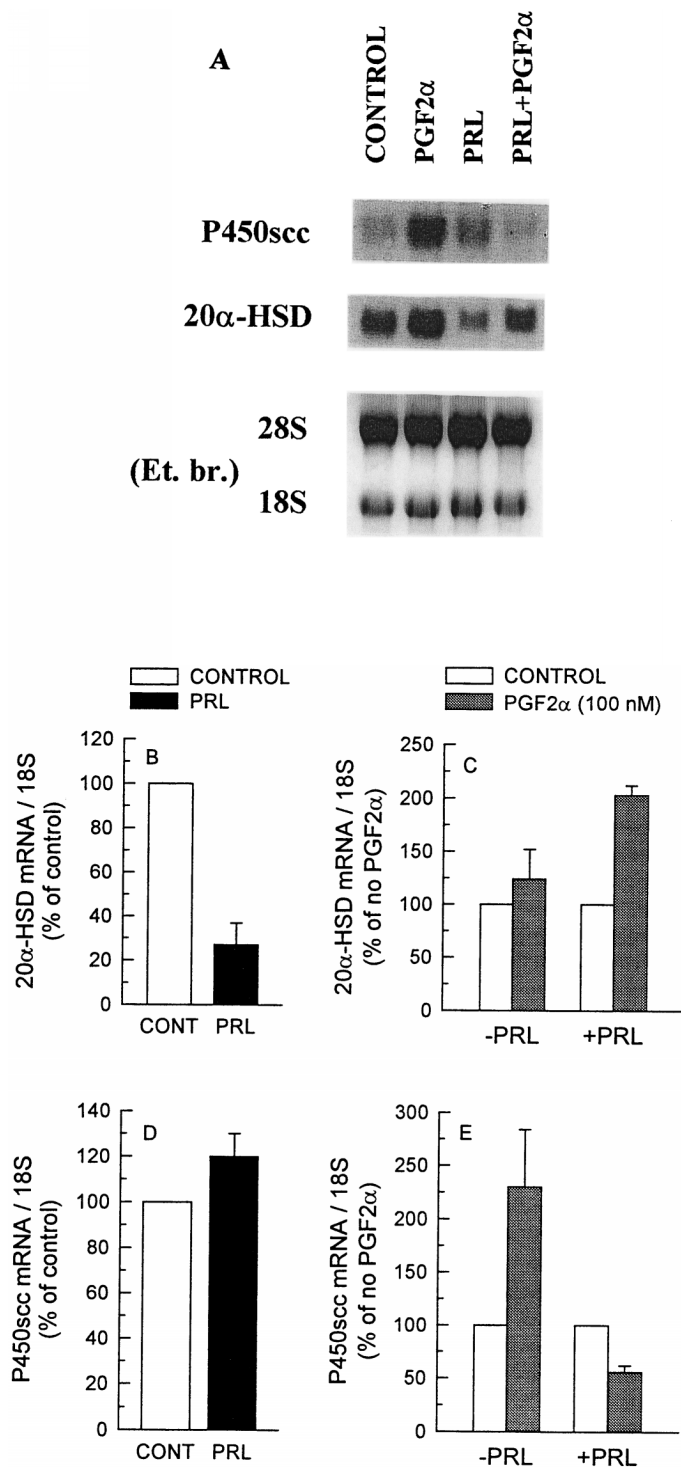 A
CONTROL
PGF2α
PRL
PRL+PGF2α
P450scc
20α-HSD
28S
(Et. br.)
18S
CONTROL
PRL
20α-HSD mRNA / 18S
(% of control)
120
100
80
60
40
20
0
B
CONT PRL
CONTROL
PGF2α (100 nM)
20α-HSD mRNA / 18S
(% of no PGF2α)
250
200
150
100
50
0
C
-PRL +PRL
P450scc mRNA / 18S
(% of control)
140
120
100
80
60
40
20
0
D
CONT PRL
P450scc mRNA / 18S
(% of no PGF2α)
300
250
200
150
100
50
0
E
-PRL +PRL